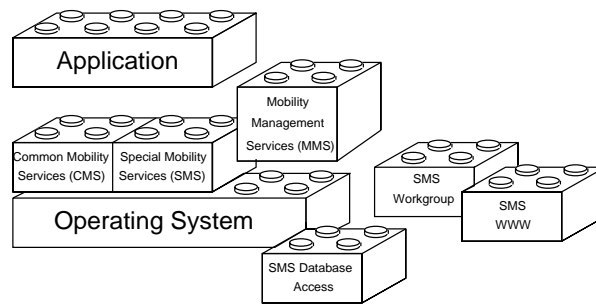 Application
Mobility
Management
Services (MMS)
Common Mobility
Services (CMS)
Special Mobility
Services (SMS)
SMS
Workgroup
SMS
WWW
Operating System
SMS Database
Access